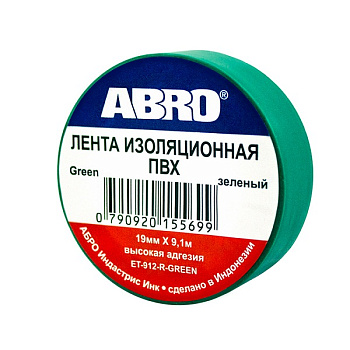 ABRO®
ЛЕНТА ИЗОЛЯЦИОННАЯ
ПВХ
Green
зеленый
0 790920 155699
19мм X 9,1м
высокая адгезия
ET-912-R-GREEN
АБРО Индастрис Инк • сделано в Индонезии